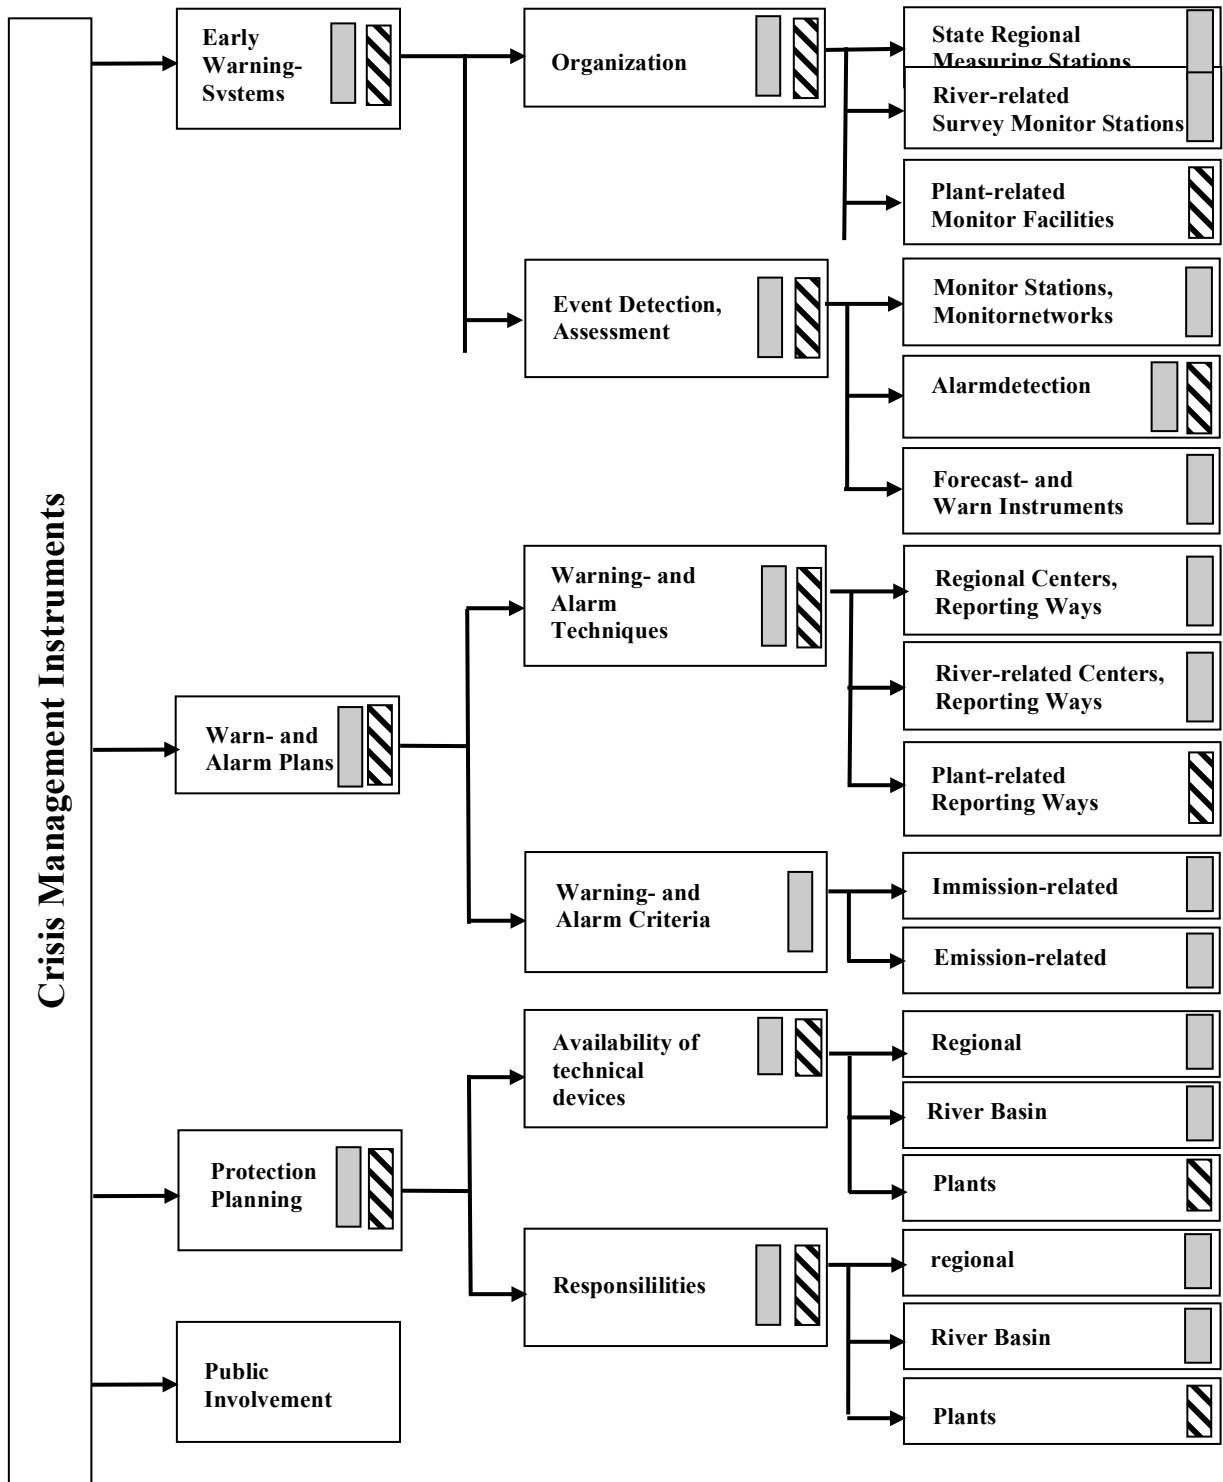 Crisis Management Instruments
Early
Warning-
Systems
Organization
State Regional
Measuring Stations
River-related
Survey Monitor Stations
Plant-related
Monitor Facilities
Event Detection,
Assessment
Monitor Stations,
Monitornetworks
Alarmdetection
Forecast- and
Warn Instruments
Warn- and
Alarm Plans
Warning- and
Alarm
Techniques
Regional Centers,
Reporting Ways
River-related Centers,
Reporting Ways
Plant-related
Reporting Ways
Warning- and
Alarm Criteria
Immission-related
Emission-related
Protection
Planning
Availability of
technical
devices
Regional
River Basin
Plants
Responsililities
regional
River Basin
Plants
Public
Involvement